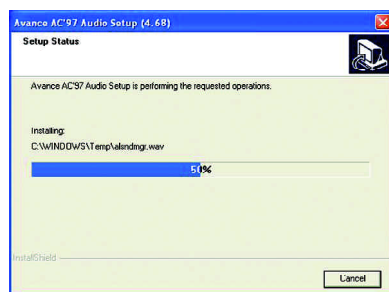 Avance AC'97 Audio Setup (4.68)
Setup Status
Avance AC'97 Audio Setup is performing the requested operations.
Installing:
C:\WINDOWS\Temp\alsndmgr.wav
50%
InstallShield
Cancel